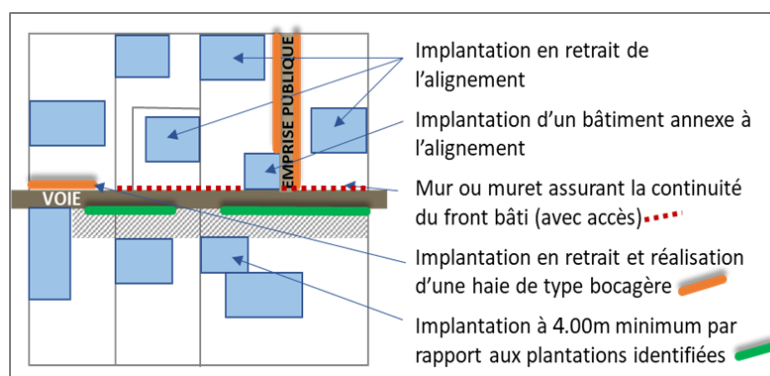 EMPRISE PUBLIQUE
VOIE
Implantation en retrait de
l’alignement
Implantation d’un bâtiment annexe à
l’alignement
Mur ou muret assurant la continuité
du front bâti (avec accès)
Implantation en retrait et réalisation
d’une haie de type bocagère
Implantation à 4.00m minimum par
rapport aux plantations identifiées